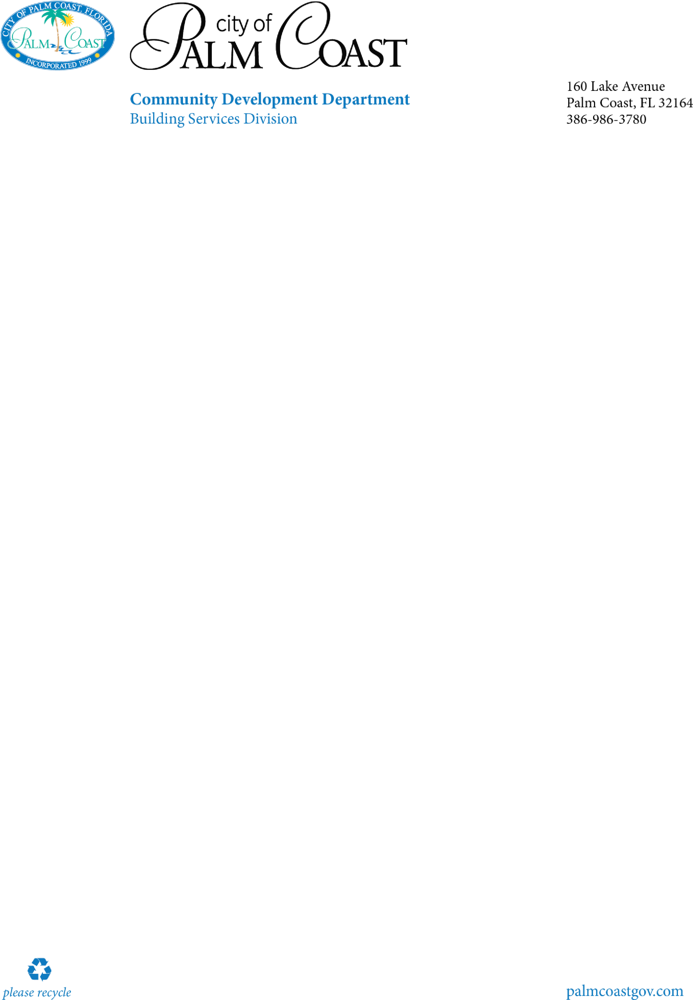 CITY OF PALM COAST, FLORIDA
PALM COAST
INCORPORATED 1999
city of
PALM COAST
Community Development Department
Building Services Division
160 Lake Avenue
Palm Coast, FL 32164
386-986-3780
please recycle
palmcoastgov.com